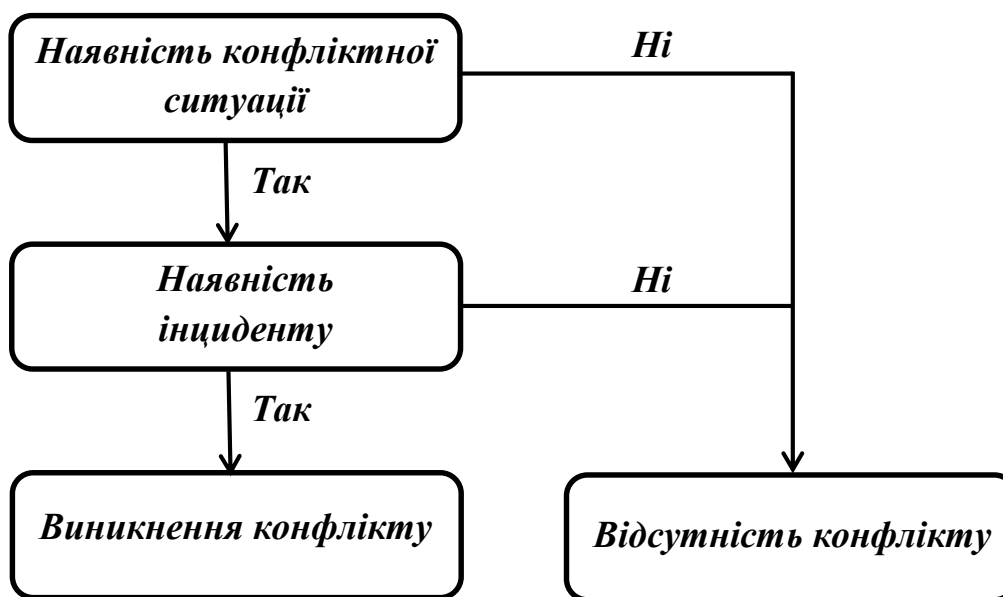 Наявність конфліктної
ситуації
Ні
Так
Наявність
інциденту
Ні
Так
Виникнення конфлікту
Відсутність конфлікту